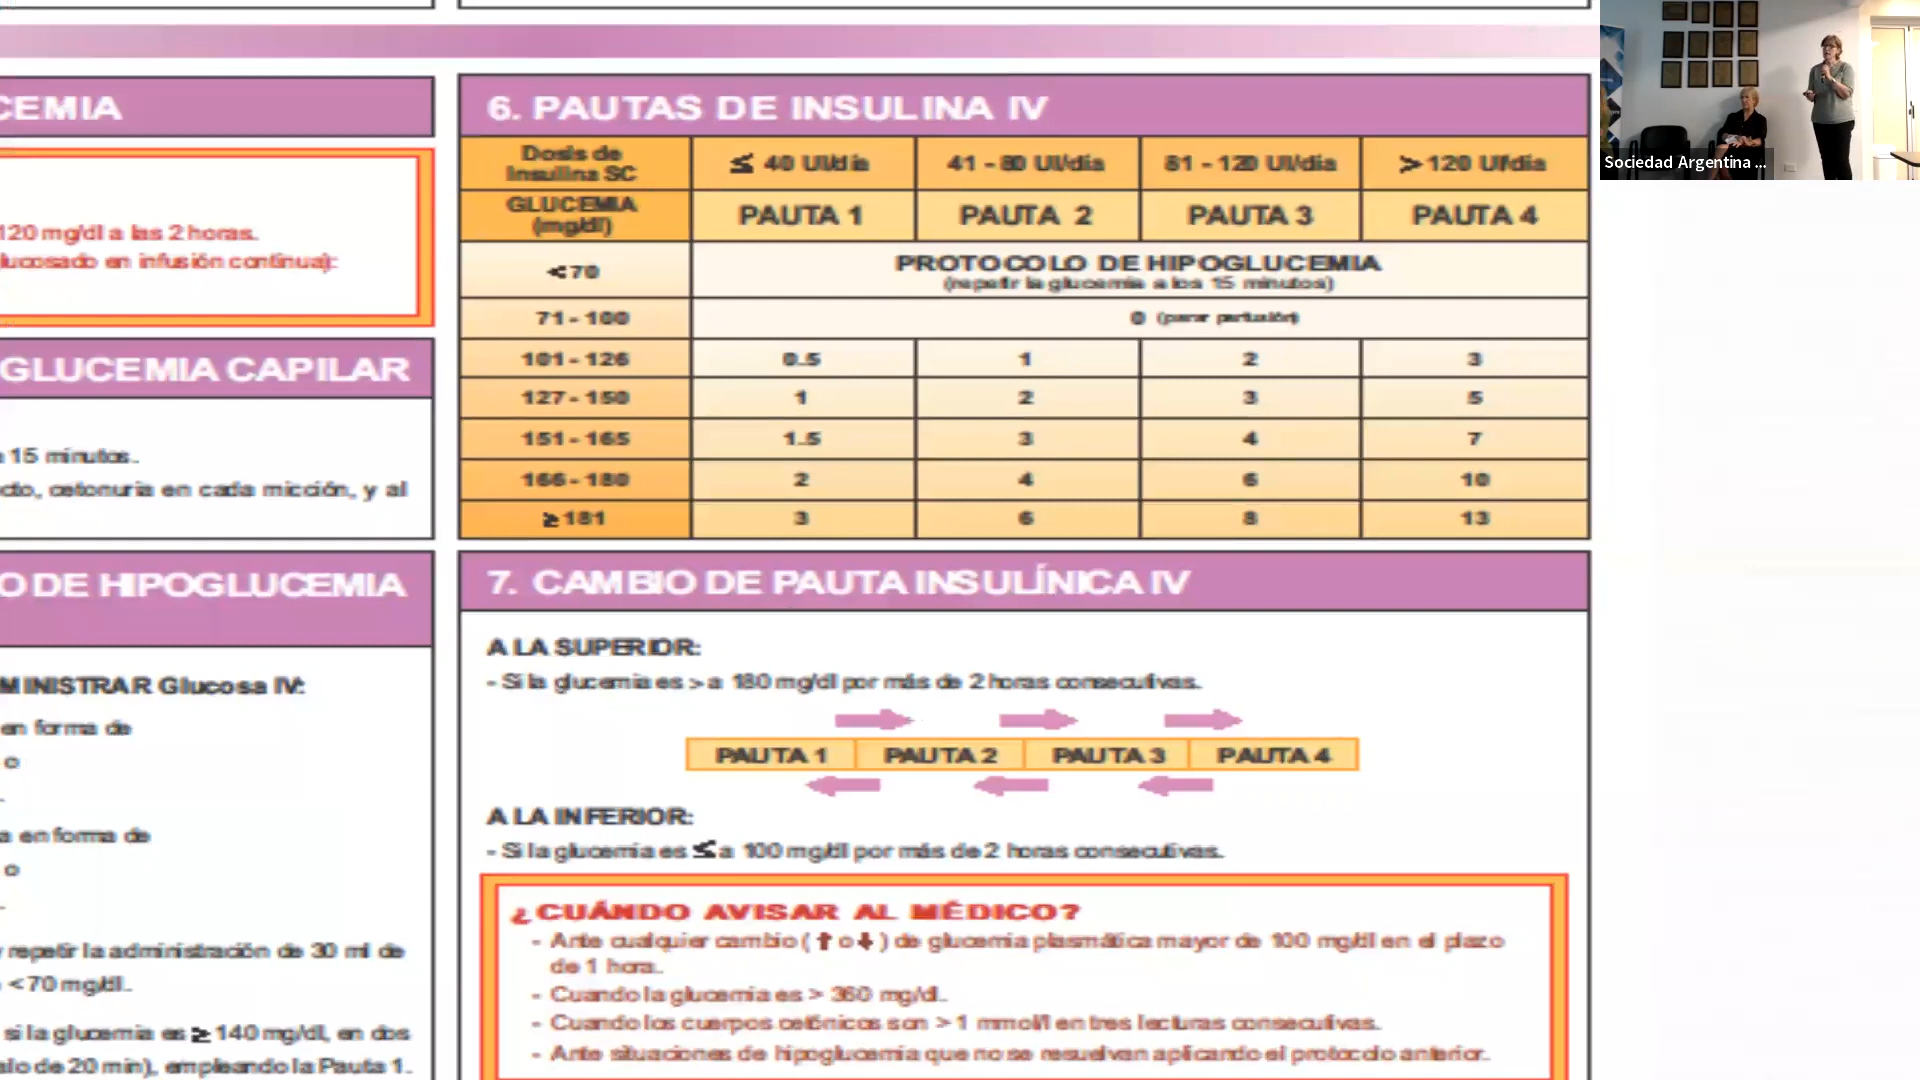 CEMIA
120 mg/dl a las 2 horas.
lucosado en infusión continua):
GLUCEMIA CAPILAR
15 minutos.
cto, cetonuria en cada micción, y al
O DE HIPOGLUCEMIA
MINISTRAR Glucosa IV:
en forma de
o
a en forma de
o
y repetir la administración de 30 ml de
< 70 mg/dl.
si la glucemia es ≥ 140 mg/dl, en dos
alo de 20 min), empleando la Pauta 1.
6. PAUTAS DE INSULINA IV
Dosis de Insulina SC ≤ 40 UI/día 41 - 80 UI/día 81 - 120 UI/día > 120 UI/día
GLUCEMIA (mg/dl) PAUTA 1 PAUTA 2 PAUTA 3 PAUTA 4
< 70 PROTOCOLO DE HIPOGLUCEMIA
(repetir la glucemia a los 15 minutos)
71 - 100 0 (parar perfusión)
101 - 126 0.5 1 2 3
127 - 150 1 2 3 5
151 - 165 1.5 3 4 7
166 - 180 2 4 6 10
≥ 181 3 6 8 13
7. CAMBIO DE PAUTA INSULÍNICA IV
A LA SUPERIOR:
- Si la glucemia es > a 180 mg/dl por más de 2 horas consecutivas.
PAUTA 1 PAUTA 2 PAUTA 3 PAUTA 4
A LA INFERIOR:
- Si la glucemia es ≤ a 100 mg/dl por más de 2 horas consecutivas.
¿CUÁNDO AVISAR AL MÉDICO?
- Ante cualquier cambio ( ↑ o ↓ ) de glucemia plasmática mayor de 100 mg/dl en el plazo
de 1 hora.
- Cuando la glucemia es > 360 mg/dl.
- Cuando los cuerpos cetónicos son > 1 mmol/l en tres lecturas consecutivas.
- Ante situaciones de hipoglucemia que no se resuelvan aplicando el protocolo anterior.
Sociedad Argentina ...